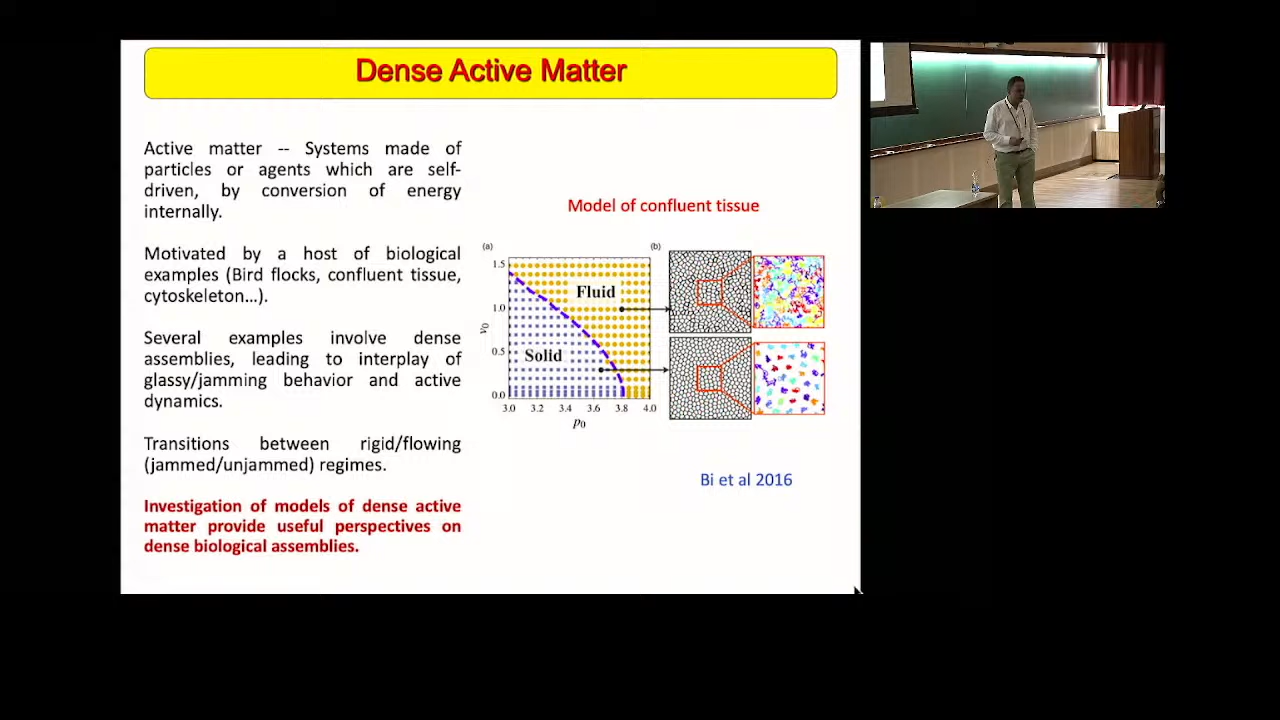 Dense Active Matter
Active matter -- Systems made of
particles or agents which are self-
driven, by conversion of energy
internally.
Motivated by a host of biological
examples (Bird flocks, confluent tissue,
cytoskeleton...).
Several examples involve dense
assemblies, leading to interplay of
glassy/jamming behavior and active
dynamics.
Transitions between rigid/flowing
(jammed/unjammed) regimes.
Investigation of models of dense active
matter provide useful perspectives on
dense biological assemblies.
Model of confluent tissue
(a)
(b)
1.5
1.0
0.5
0.0
v0
Fluid
Solid
3.0 3.2 3.4 3.6 3.8 4.0
p0
Bi et al 2016